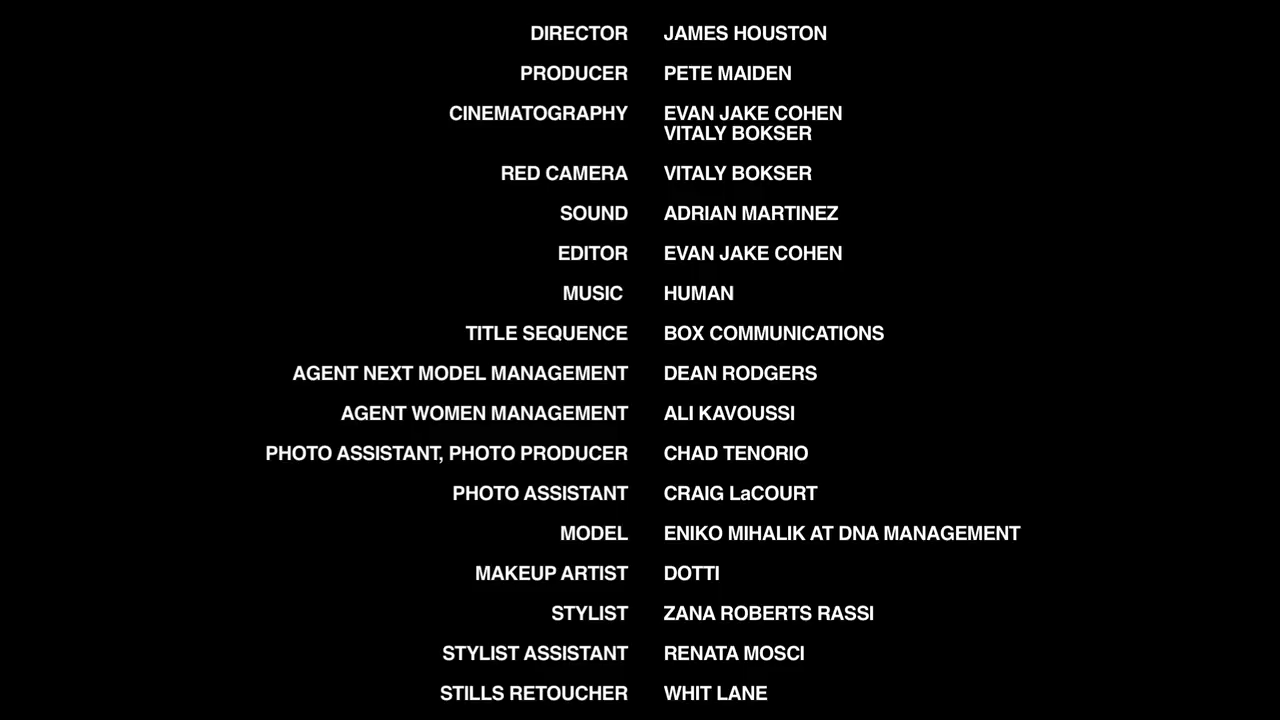 DIRECTOR JAMES HOUSTON
PRODUCER PETE MAIDEN
CINEMATOGRAPHY EVAN JAKE COHEN
VITALY BOKSER
RED CAMERA VITALY BOKSER
SOUND ADRIAN MARTINEZ
EDITOR EVAN JAKE COHEN
MUSIC HUMAN
TITLE SEQUENCE BOX COMMUNICATIONS
AGENT NEXT MODEL MANAGEMENT DEAN RODGERS
AGENT WOMEN MANAGEMENT ALI KAVOUSSI
PHOTO ASSISTANT, PHOTO PRODUCER CHAD TENORIO
PHOTO ASSISTANT CRAIG LaCOURT
MODEL ENIKO MIHALIK AT DNA MANAGEMENT
MAKEUP ARTIST DOTTI
STYLIST ZANA ROBERTS RASSI
STYLIST ASSISTANT RENATA MOSCI
STILLS RETOUCHER WHIT LANE